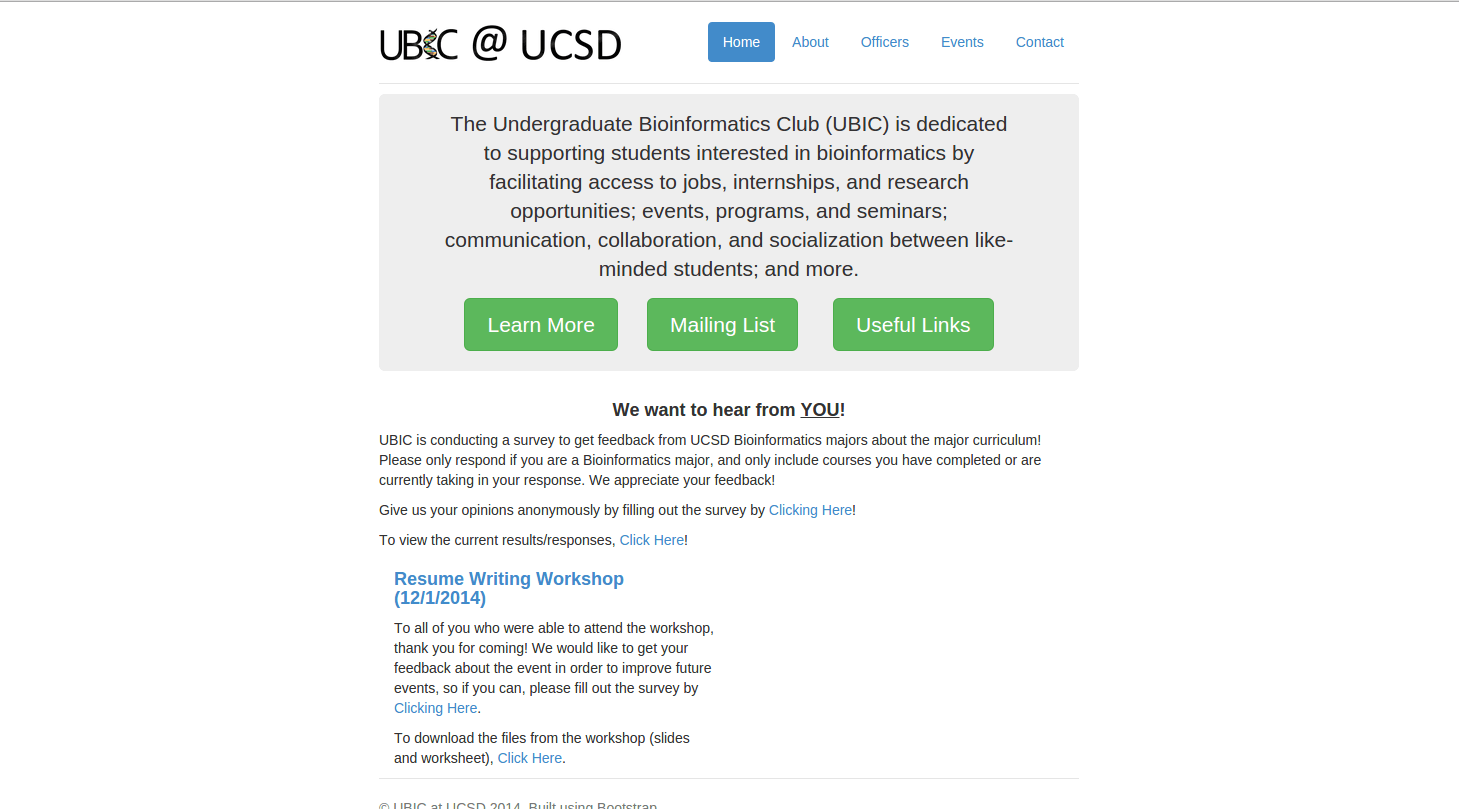 UBIC @ UCSD
Home About Officers Events Contact
The Undergraduate Bioinformatics Club (UBIC) is dedicated
to supporting students interested in bioinformatics by
facilitating access to jobs, internships, and research
opportunities; events, programs, and seminars;
communication, collaboration, and socialization between like-
minded students; and more.
Learn More Mailing List Useful Links
We want to hear from YOU!
UBIC is conducting a survey to get feedback from UCSD Bioinformatics majors about the major curriculum!
Please only respond if you are a Bioinformatics major, and only include courses you have completed or are
currently taking in your response. We appreciate your feedback!
Give us your opinions anonymously by filling out the survey by Clicking Here!
To view the current results/responses, Click Here!
Resume Writing Workshop
(12/1/2014)
To all of you who were able to attend the workshop,
thank you for coming! We would like to get your
feedback about the event in order to improve future
events, so if you can, please fill out the survey by
Clicking Here.
To download the files from the workshop (slides
and worksheet), Click Here.
© UBIC at UCSD 2014. Built using Bootstrap